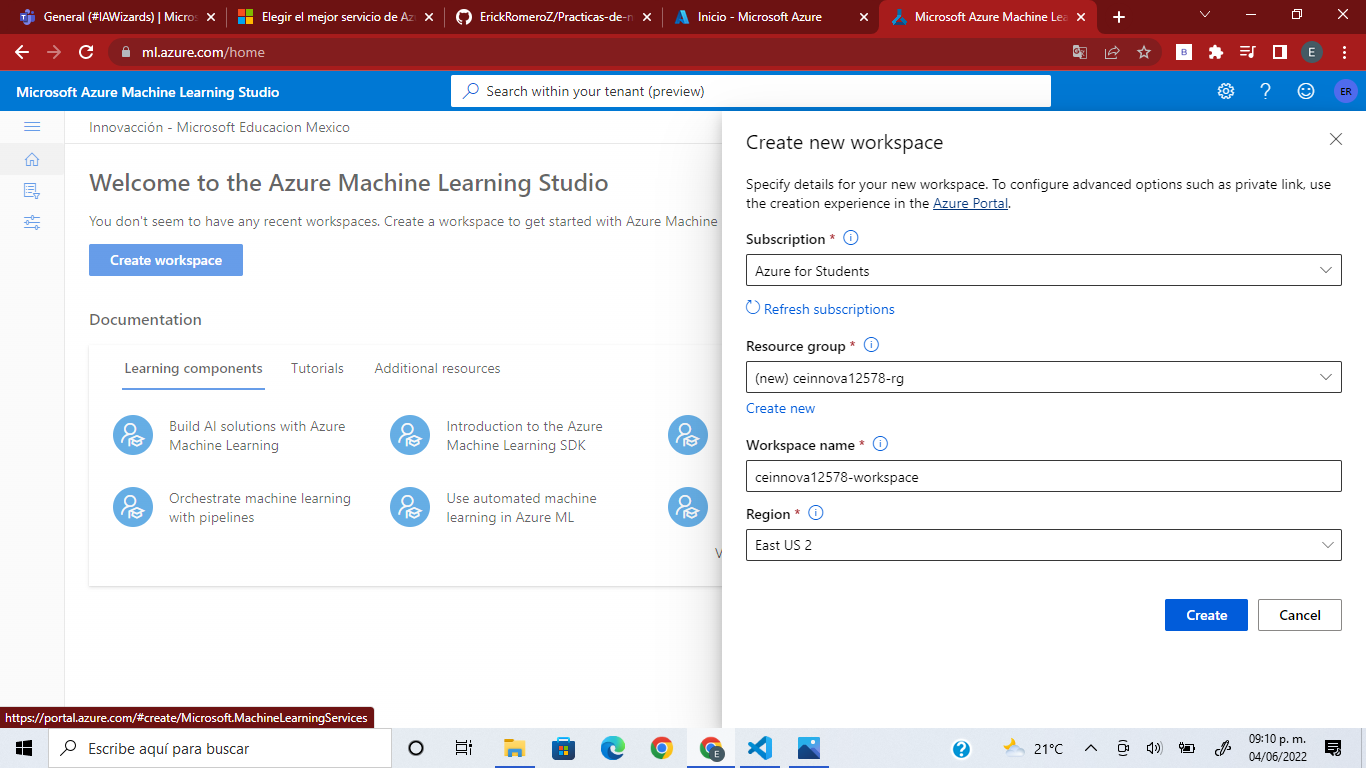 General (#IAWizards) | Micros
Elegir el mejor servicio de Az
ErickRomeroZ/Practicas-de-n
Inicio - Microsoft Azure
Microsoft Azure Machine Lea
ml.azure.com/home
B
E
Microsoft Azure Machine Learning Studio
Search within your tenant (preview)
ER
Innovacción - Microsoft Educacion Mexico
Welcome to the Azure Machine Learning Studio
You don't seem to have any recent workspaces. Create a workspace to get started with Azure Machine
Create workspace
Documentation
Learning components
Tutorials
Additional resources
Build AI solutions with Azure
Machine Learning
Introduction to the Azure
Machine Learning SDK
Orchestrate machine learning
with pipelines
Use automated machine
learning in Azure ML
V
Create new workspace
Specify details for your new workspace. To configure advanced options such as private link, use
the creation experience in the Azure Portal.
Subscription *
Azure for Students
Refresh subscriptions
Resource group *
(new) ceinnova12578-rg
Create new
Workspace name *
ceinnova12578-workspace
Region *
East US 2
Create
Cancel
https://portal.azure.com/#create/Microsoft.MachineLearningServices
Escribe aquí para buscar
E
21°C
09:10 p. m.
04/06/2022